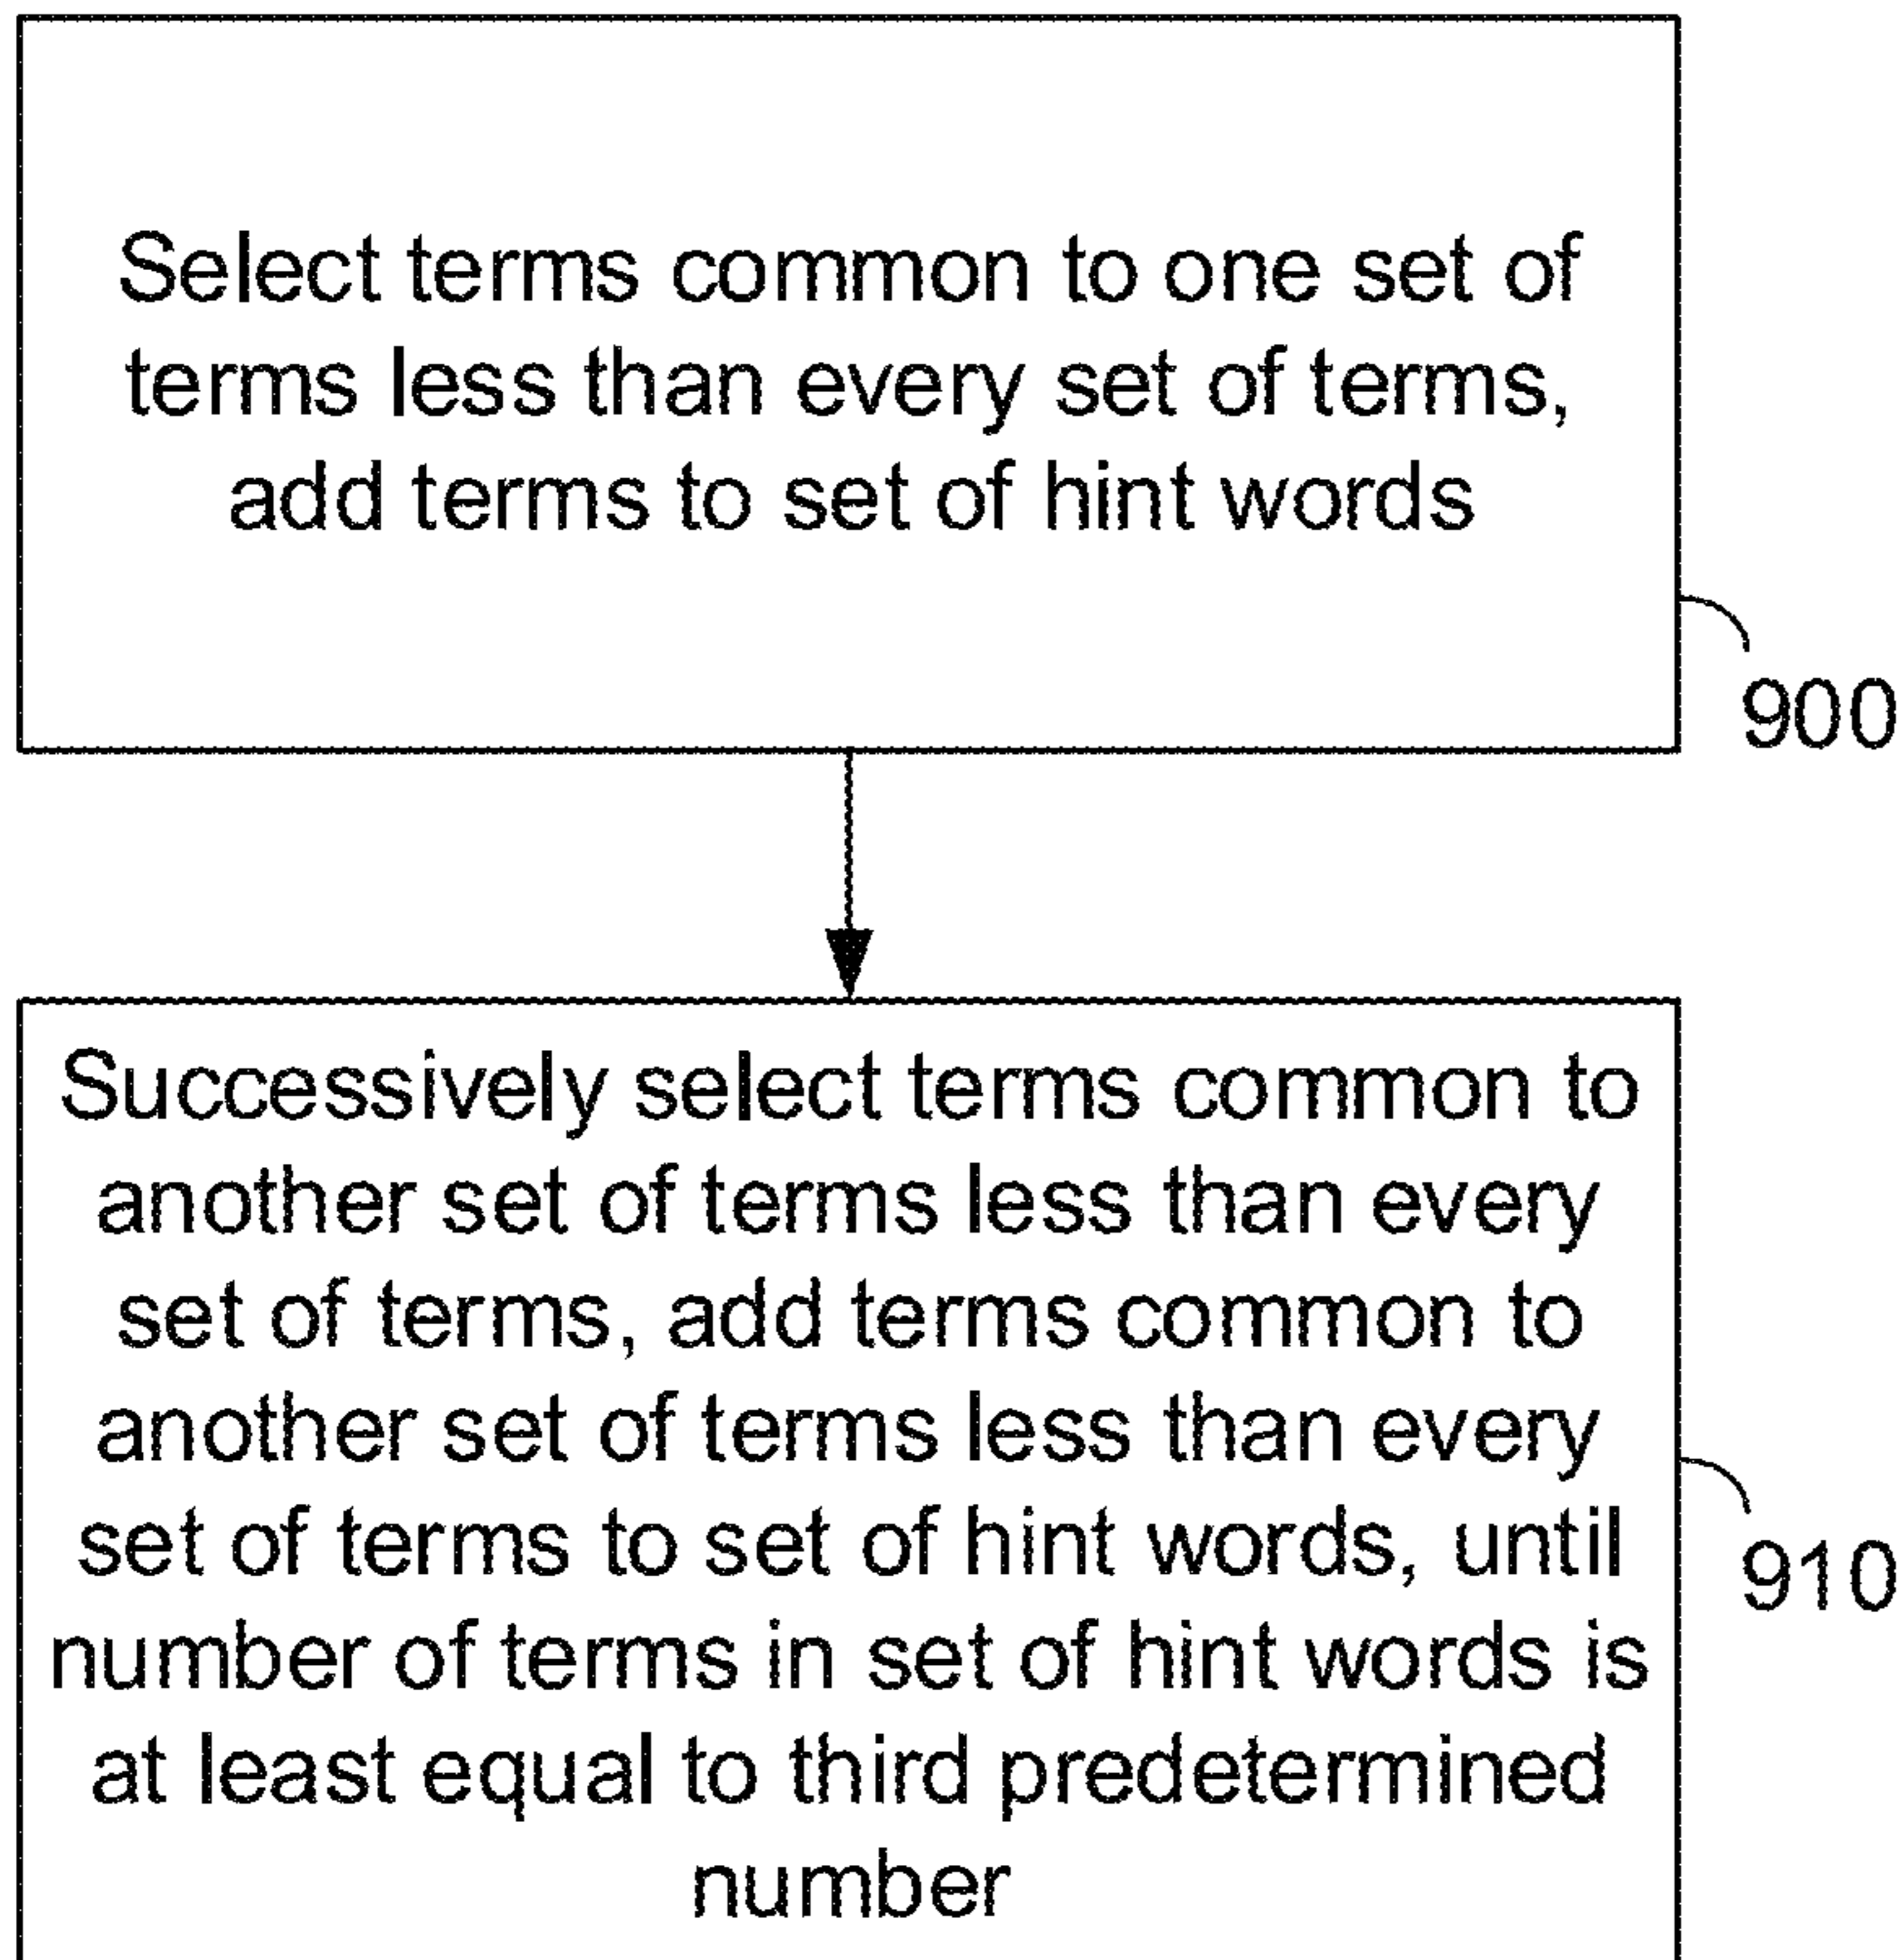 Select terms common to one set of
terms less than every set of terms,
add terms to set of hint words
900
Successively select terms common to
another set of terms less than every
set of terms, add terms common to
another set of terms less than every
set of terms to set of hint words, until
number of terms in set of hint words is
at least equal to third predetermined
number
910